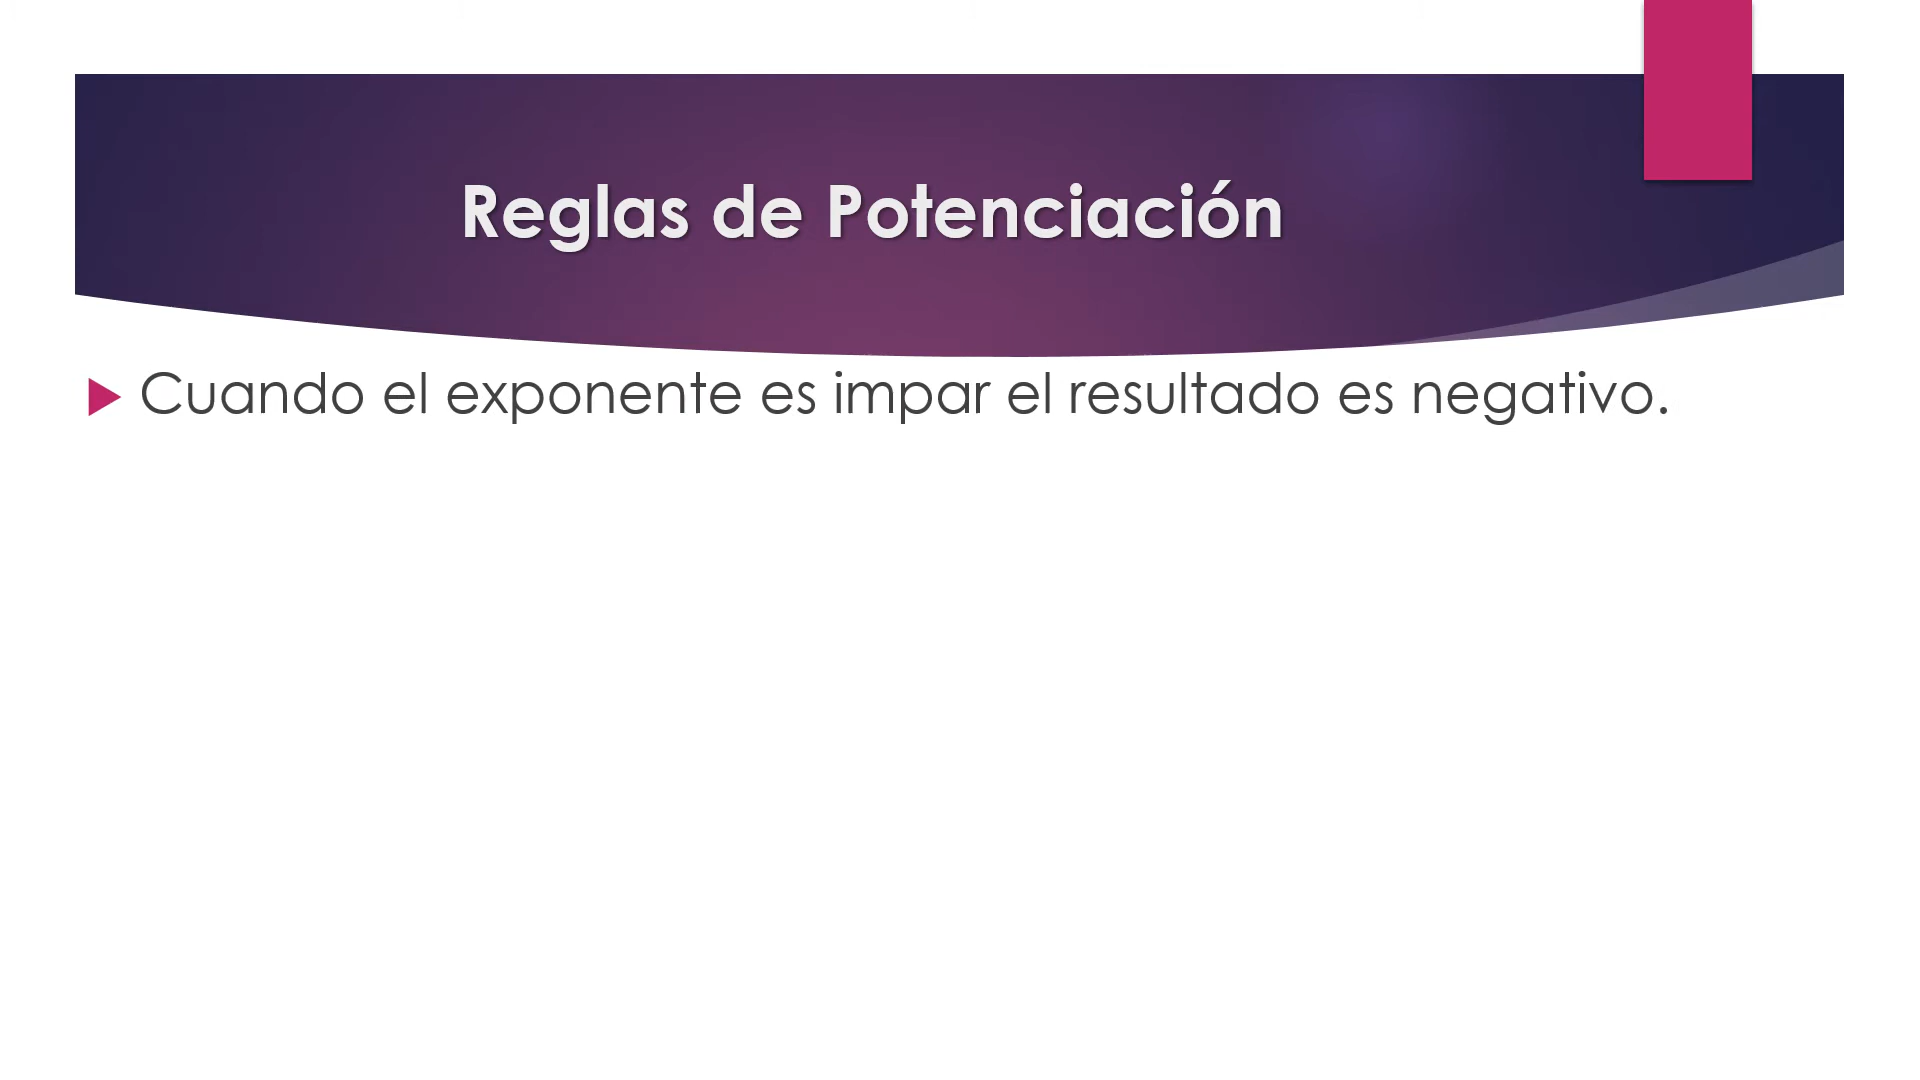 Reglas de Potenciación
Cuando el exponente es impar el resultado es negativo.